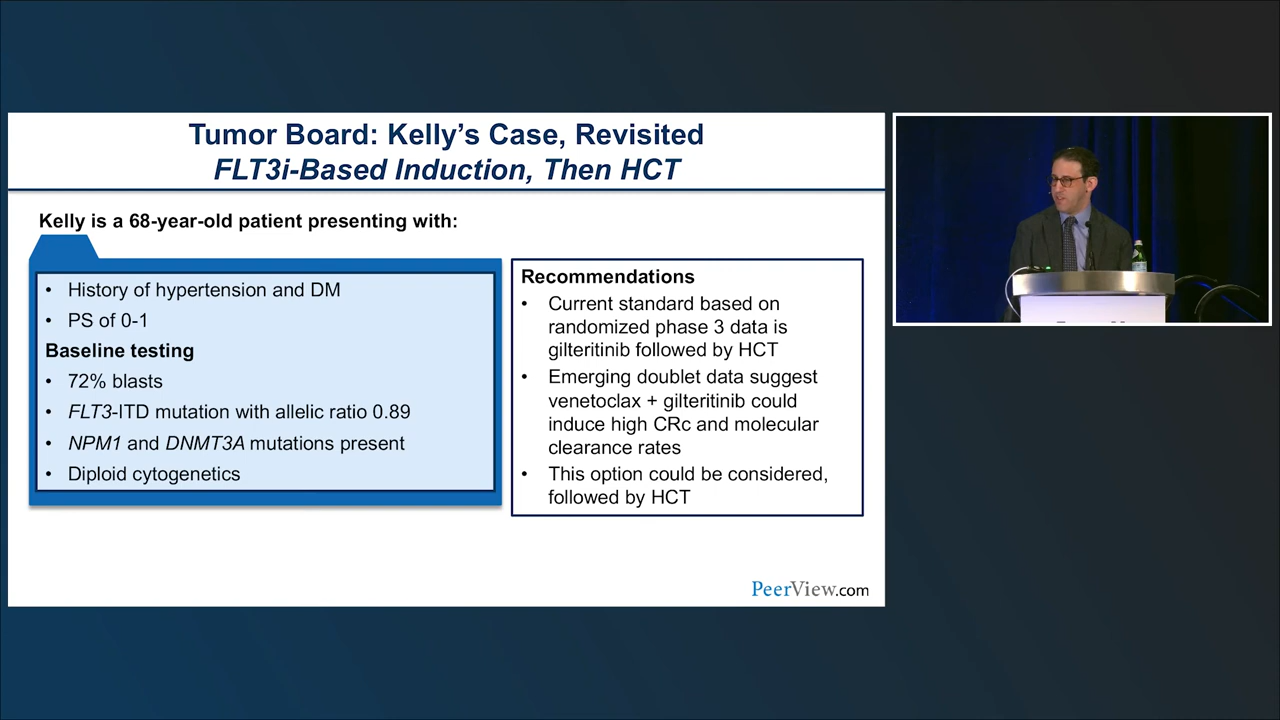 Tumor Board: Kelly's Case, Revisited
FLT3i-Based Induction, Then HCT
Kelly is a 68-year-old patient presenting with:
• History of hypertension and DM
• PS of 0-1
Baseline testing
• 72% blasts
• FLT3-ITD mutation with allelic ratio 0.89
• NPM1 and DNMT3A mutations present
• Diploid cytogenetics
Recommendations
• Current standard based on
randomized phase 3 data is
gilteritinib followed by HCT
• Emerging doublet data suggest
venetoclax + gilteritinib could
induce high CRc and molecular
clearance rates
• This option could be considered,
followed by HCT
PeerView.com